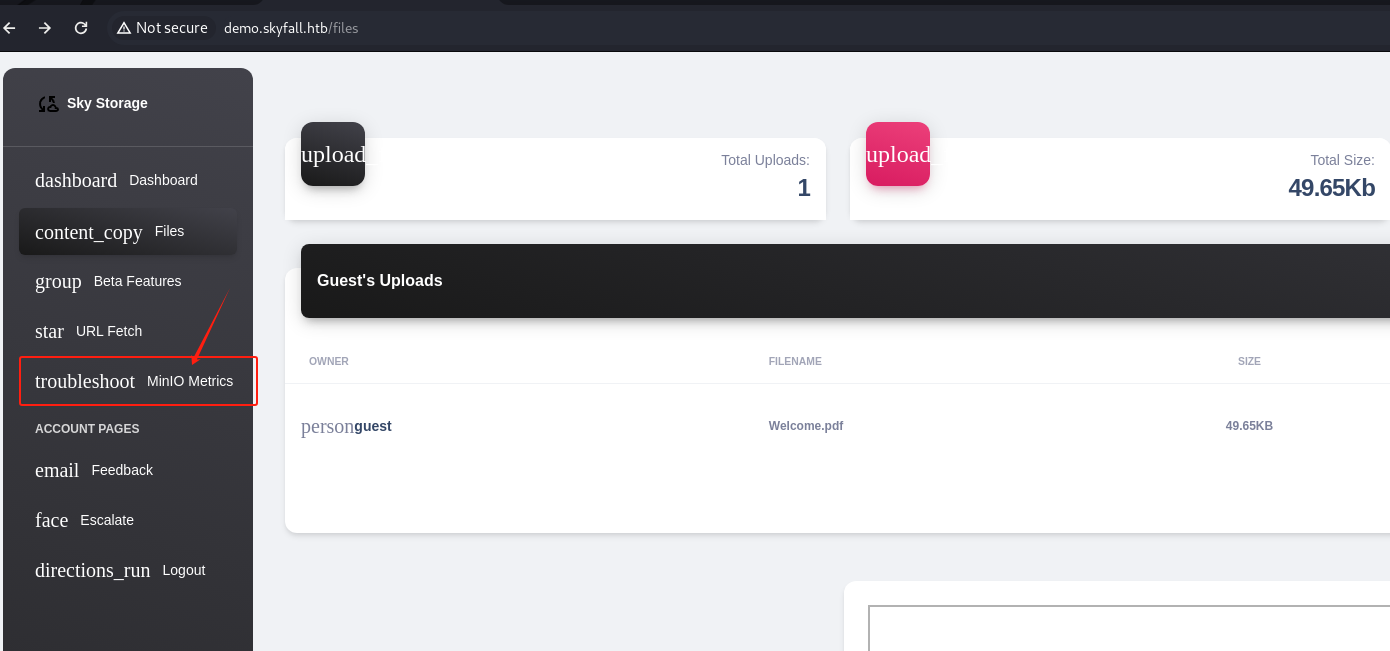 Not secure demo.skyfall.htb/files
Sky Storage
dashboard Dashboard
content_copy Files
group Beta Features
star URL Fetch
troubleshoot MinIO Metrics
ACCOUNT PAGES
email Feedback
face Escalate
directions_run Logout
upload
Total Uploads:
1
upload
Total Size:
49.65Kb
Guest's Uploads
OWNER FILENAME SIZE
personguest Welcome.pdf 49.65KB